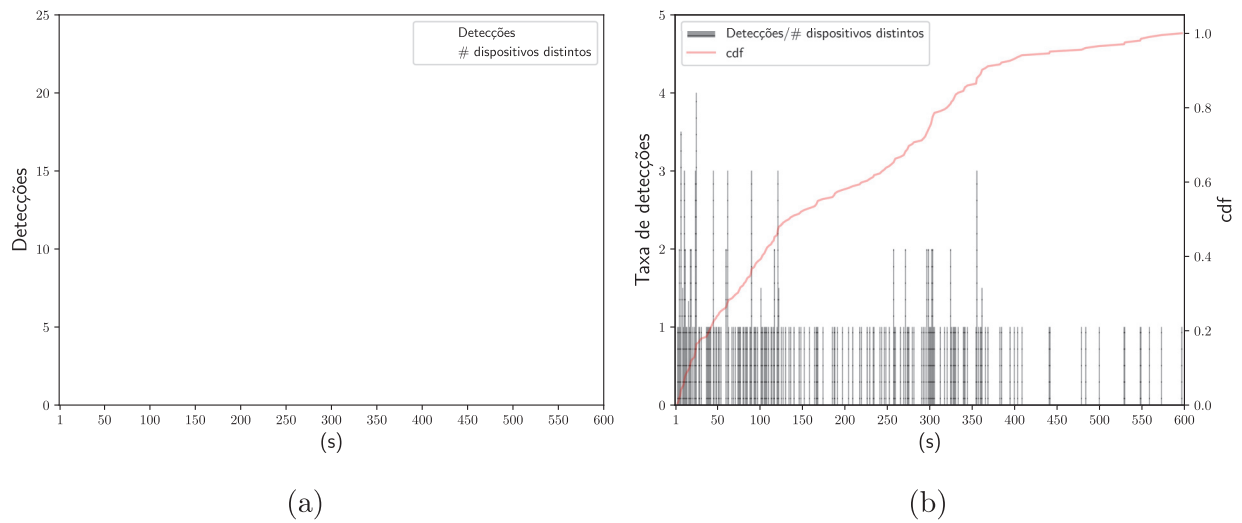 25
20
15
10
5
0
Detecções
Detecções
# dispositivos distintos
1 50 100 150 200 250 300 350 400 450 500 550 600
(s)
(a)
5
4
3
2
1
0
Taxa de detecções
Detecções/# dispositivos distintos
cdf
1.0
0.8
0.6
0.4
0.2
0.0
cdf
1 50 100 150 200 250 300 350 400 450 500 550 600
(s)
(b)